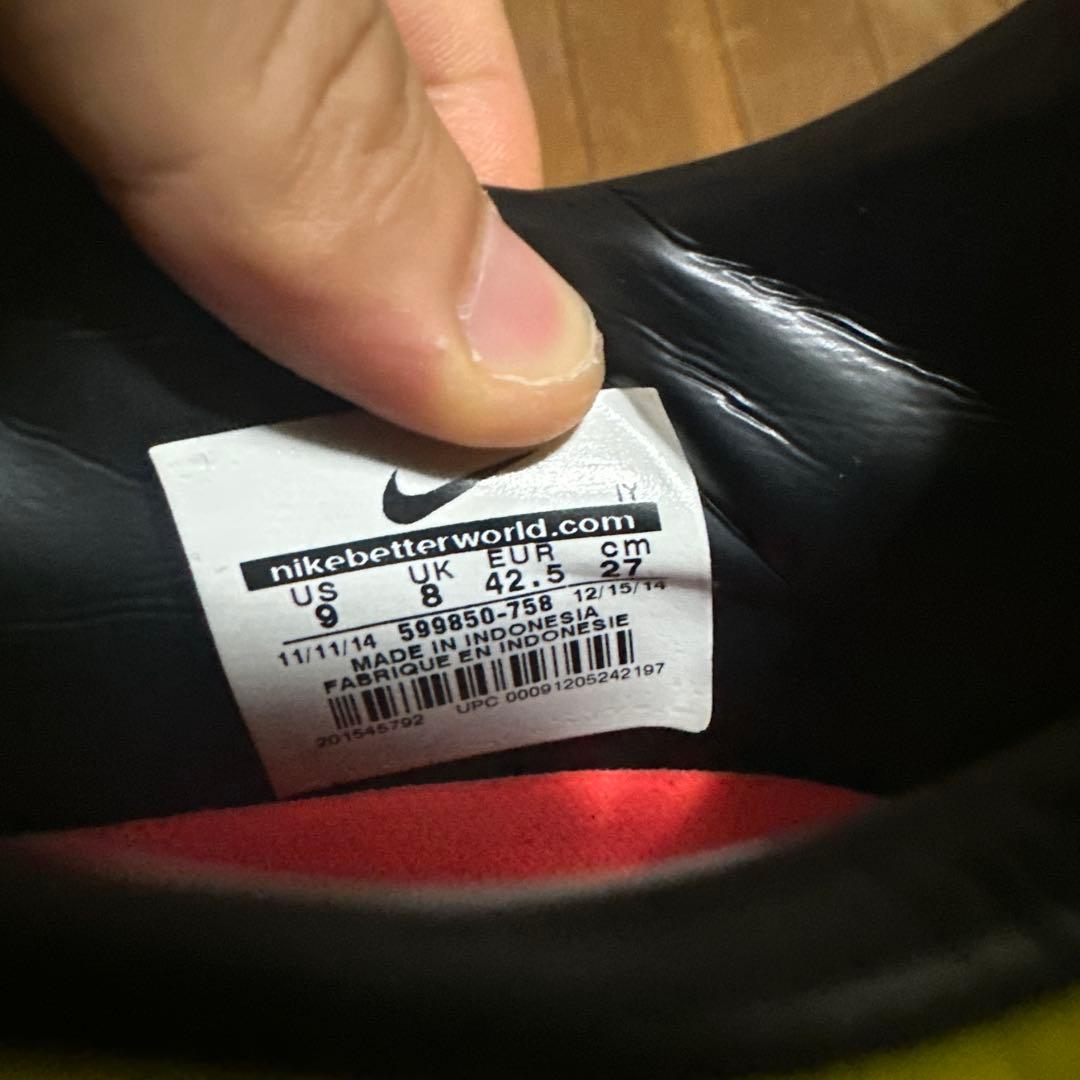 IY
nikebetterworld.com
US UK EUR cm
9 8 42.5 27
11/11/14 599850-758 12/15/14
MADE IN INDONESIA
FABRIQUE EN INDONESIE
201545792 UPC 00091205242197